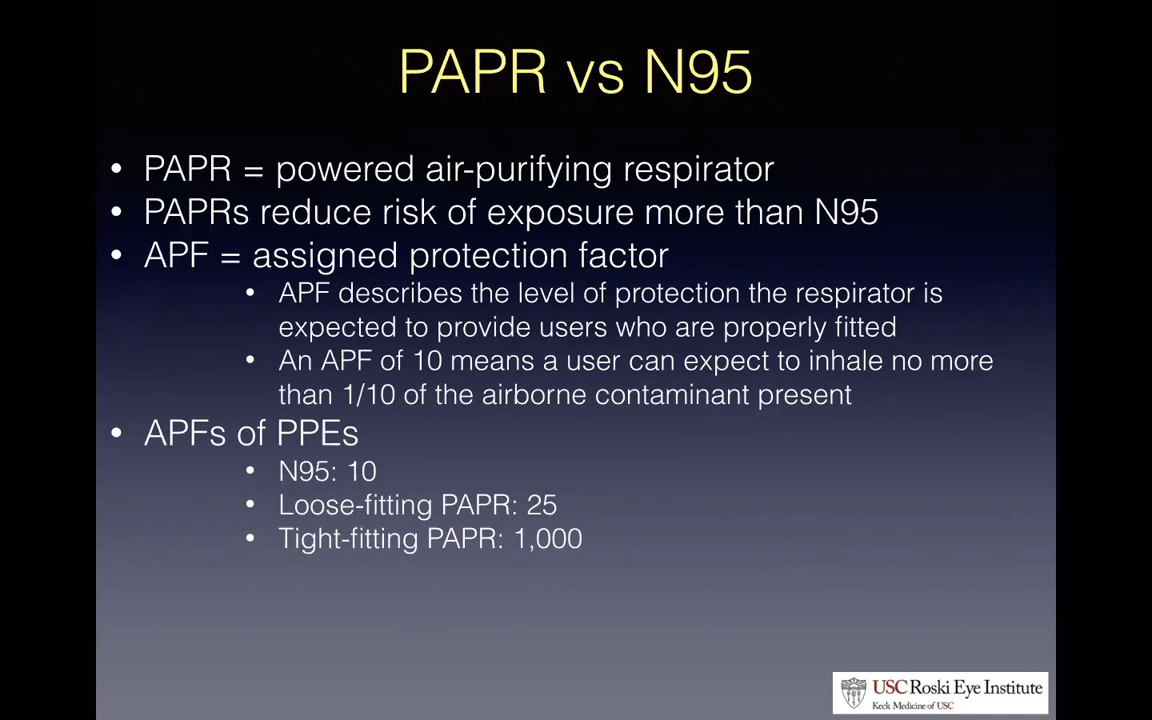 PAPR vs N95
• PAPR = powered air-purifying respirator
• PAPRs reduce risk of exposure more than N95
• APF = assigned protection factor
• APF describes the level of protection the respirator is
expected to provide users who are properly fitted
• An APF of 10 means a user can expect to inhale no more
than 1/10 of the airborne contaminant present
• APFs of PPEs
• N95: 10
• Loose-fitting PAPR: 25
• Tight-fitting PAPR: 1,000
USC Roski Eye Institute
Keck Medicine of USC